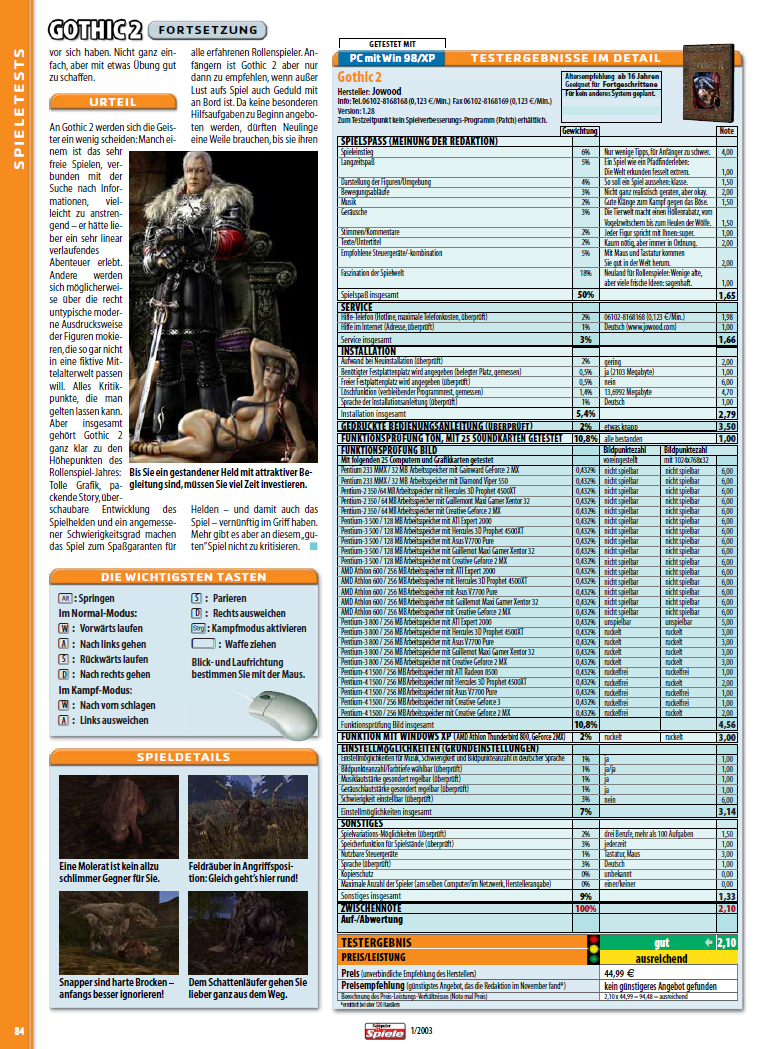 GOTHIC 2 FORTSETZUNG
SPIELETESTS
vor sich haben. Nicht ganz ein-
fach, aber mit etwas Übung gut
zu schaffen.
URTEIL
An Gothic 2 werden sich die Geis-
ter ein wenig scheiden: Manch ei-
nem ist das sehr
freie Spielen, ver-
bunden mit der
Suche nach Infor-
mationen, viel-
leicht zu anstren-
gend – er hätte lie-
ber ein sehr linear
verlaufendes
Abenteuer erlebt.
Andere werden
sich möglicherwei-
se über die recht
untypische moder-
ne Ausdrucksweise
der Figuren mokie-
ren, die so gar nicht
in eine fiktive Mit-
telalterwelt passen
will. Alles Kritik-
punkte, die man
gelten lassen kann.
Aber insgesamt
gehört Gothic 2
ganz klar zu den
Höhepunkten des
Rollenspiel-Jahres:
Tolle Grafik, pa-
ckende Story, über-
schaubare Entwicklung des
Spielhelden und ein angemesse-
ner Schwierigkeitsgrad machen
das Spiel zum Spaßgaranten für
alle erfahrenen Rollenspieler. An-
fängern ist Gothic 2 aber nur
dann zu empfehlen, wenn außer
Lust aufs Spiel auch Geduld mit
an Bord ist. Da keine besonderen
Hilfsaufgaben zu Beginn angebo-
ten werden, dürften Neulinge
eine Weile brauchen, bis sie ihren
Bis Sie ein gestandener Held mit attraktiver Be-
gleitung sind, müssen Sie viel Zeit investieren.
Helden – und damit auch das
Spiel – vernünftig im Griff haben.
Mehr gibt es aber an diesem „gu-
ten" Spiel nicht zu kritisieren.
DIE WICHTIGSTEN TASTEN
Alt : Springen
Im Normal-Modus:
W : Vorwärts laufen
A : Nach links gehen
S : Rückwärts laufen
D : Nach rechts gehen
Im Kampf-Modus:
W : Nach vorn schlagen
A : Links ausweichen
S : Parieren
D : Rechts ausweichen
Strg : Kampfmodus aktivieren
: Waffe ziehen
Blick- und Laufrichtung
bestimmen Sie mit der Maus.
SPIELDETAILS
Eine Molerat ist kein allzu
schlimmer Gegner für Sie.
Feldräuber in Angriffsposi-
tion: Gleich geht's hier rund!
Snapper sind harte Brocken –
anfangs besser ignorieren!
Dem Schattenläufer gehen Sie
lieber ganz aus dem Weg.
GETESTET MIT
PC mit Win 98/XP TESTERGEBNISSE IM DETAIL
Gothic 2
Hersteller: Jowood
Info: Tel. 06102-8168168 (0,123 €/Min.) Fax 06102-8168169 (0,123 €/Min.)
Version: 1.28
Zum Testzeitpunkt kein Spielverbesserungs-Programm (Patch) erhältlich.
Altersempfehlung ab 16 Jahren
Geeignet für Fortgeschrittene
Für kein anderes System geplant.
Gewichtung Note
SPIELSPASS (MEINUNG DER REDAKTION)
Spieleinstieg 6% Nur wenige Tipps, für Anfänger zu schwer. 4,00
Langzeitspaß 5% Ein Spiel wie ein Pfadfinderleben:
Die Welt erkunden fesselt extrem. 1,00
Darstellung der Figuren/Umgebung 4% So soll ein Spiel aussehen: klasse. 1,50
Bewegungsabläufe 3% Nicht ganz realistisch geraten, aber okay. 2,00
Musik 2% Gute Klänge zum Kampf gegen das Böse. 1,50
Geräusche 3% Die Tierwelt macht einen Höllenrabatz, vom
Vogelzwitschern bis zum Heulen der Wölfe. 1,50
Stimmen/Kommentare 2% Jeder Figur spricht mit Ihnen: super. 1,00
Texte/Untertitel 2% Kaum nötig, aber immer in Ordnung. 2,00
Empfohlene Steuergeräte/-kombination 5% Mit Maus und Tastatur kommen
Sie gut in der Welt herum. 2,00
Faszination der Spielwelt 18% Neuland für Rollenspieler: Wenige alte,
aber viele frische Ideen: sagenhaft. 1,00
Spielspaß insgesamt 50% 1,65
SERVICE
Hilfe-Telefon (Hotline, maximale Telefonkosten, überprüft) 2% 06102-8168168 (0,123 €/Min.) 1,98
Hilfe im Internet (Adresse, überprüft) 1% Deutsch (www.jowood.com) 1,00
Service insgesamt 3% 1,66
INSTALLATION
Aufwand bei Neuinstallation (überprüft) 2% gering 2,00
Benötigter Festplattenplatz wird angegeben (belegter Platz, gemessen) 0,5% ja (2103 Megabyte) 1,00
Freier Festplattenplatz wird angegeben (überprüft) 0,5% nein 6,00
Löschfunktion (verbleibender Programmrest, gemessen) 1,4% 13,6992 Megabyte 4,70
Sprache der Installationsanleitung (überprüft) 1% Deutsch 1,00
Installation insgesamt 5,4% 2,79
GEDRUCKTE BEDIENUNGSANLEITUNG (ÜBERPRÜFT) 2% etwas knapp 3,50
FUNKTIONSPRÜFUNG TON, MIT 25 SOUNDKARTEN GETESTET 10,8% alle bestanden 1,00
FUNKTIONSPRÜFUNG BILD Bildpunktezahl Bildpunktezahl
Mit folgenden 25 Computern und Grafikkarten getestet voreingestellt mit 1024x768x32
Pentium 233 MMX / 32 MB Arbeitsspeicher mit Gainward GeForce 2 MX 0,432% nicht spielbar nicht spielbar 6,00
Pentium 233 MMX / 32 MB Arbeitsspeicher mit Diamond Viper 550 0,432% nicht spielbar nicht spielbar 6,00
Pentium-2 350 /64 MB Arbeitsspeicher mit Hercules 3D Prophet 4500XT 0,432% nicht spielbar nicht spielbar 6,00
Pentium-2 350 / 64 MB Arbeitsspeicher mit Guillemont Maxi Gamer Xentor 32 0,432% nicht spielbar nicht spielbar 6,00
Pentium-2 350 / 64 MB Arbeitsspeicher mit Creative GeForce 2 MX 0,432% nicht spielbar nicht spielbar 6,00
Pentium-3 500 / 128 MB Arbeitsspeicher mit ATI Expert 2000 0,432% nicht spielbar nicht spielbar 6,00
Pentium-3 500 / 128 MB Arbeitsspeicher mit Hercules 3D Prophet 4500XT 0,432% nicht spielbar nicht spielbar 6,00
Pentium-3 500 / 128 MB Arbeitsspeicher mit Asus V7700 Pure 0,432% nicht spielbar nicht spielbar 6,00
Pentium-3 500 / 128 MB Arbeitsspeicher mit Guillemot Maxi Gamer Xentor 32 0,432% nicht spielbar nicht spielbar 6,00
Pentium-3 500 / 128 MB Arbeitsspeicher mit Creative GeForce 2 MX 0,432% nicht spielbar nicht spielbar 6,00
AMD Athlon 600 / 256 MB Arbeitsspeicher mit ATI Expert 2000 0,432% nicht spielbar nicht spielbar 6,00
AMD Athlon 600 / 256 MB Arbeitsspeicher mit Hercules 3D Prophet 4500XT 0,432% nicht spielbar nicht spielbar 6,00
AMD Athlon 600 / 256 MB Arbeitsspeicher mit Asus V7700 Pure 0,432% nicht spielbar nicht spielbar 6,00
AMD Athlon 600 / 256 MB Arbeitsspeicher mit Guillemot Maxi Gamer Xentor 32 0,432% nicht spielbar nicht spielbar 6,00
AMD Athlon 600 / 256 MB Arbeitsspeicher mit Creative GeForce 2 MX 0,432% nicht spielbar nicht spielbar 6,00
Pentium-3 800 / 256 MB Arbeitsspeicher mit ATI Expert 2000 0,432% unspielbar unspielbar 5,00
Pentium-3 800 / 256 MB Arbeitsspeicher mit Hercules 3D Prophet 4500XT 0,432% ruckelt ruckelt 3,00
Pentium-3 800 / 256 MB Arbeitsspeicher mit Asus V7700 Pure 0,432% ruckelt ruckelt 3,00
Pentium-3 800 / 256 MB Arbeitsspeicher mit Guillemot Maxi Gamer Xentor 32 0,432% ruckelt ruckelt 3,00
Pentium-3 800 / 256 MB Arbeitsspeicher mit Creative GeForce 2 MX 0,432% ruckelt ruckelt 3,00
Pentium-4 1500 / 256 MB Arbeitsspeicher mit ATI Radeon 8500 0,432% ruckelfrei ruckelfrei 1,00
Pentium-4 1500 / 256 MB Arbeitsspeicher mit Hercules 3D Prophet 4500XT 0,432% ruckelfrei ruckelt 2,00
Pentium-4 1500 / 256 MB Arbeitsspeicher mit Asus V7700 Pure 0,432% ruckelfrei ruckelfrei 1,00
Pentium-4 1500 / 256 MB Arbeitsspeicher mit Creative GeForce 3 0,432% ruckelfrei ruckelfrei 1,00
Pentium-4 1500 / 256 MB Arbeitsspeicher mit Creative GeForce 2 MX 0,432% ruckelfrei ruckelt 2,00
Funktionsprüfung Bild insgesamt 10,8% 4,56
FUNKTION MIT WINDOWS XP (AMD Athlon Thunderbird 800, GeForce 2MX) 2% ruckelt ruckelt 3,00
EINSTELLMÖGLICHKEITEN (GRUNDEINSTELLUNGEN)
Einstellmöglichkeiten für Musik, Schwierigkeit und Bildpunkteanzahl in deutscher Sprache 1% ja 1,00
Bildpunkteanzahl/Farbtiefe wählbar (überprüft) 1% ja/ja 1,00
Musiklautstärke gesondert regelbar (überprüft) 1% ja 1,00
Geräuschlautstärke gesondert regelbar (überprüft) 1% ja 1,00
Schwierigkeit einstellbar (überprüft) 3% nein 6,00
Einstellmöglichkeiten insgesamt 7% 3,14
SONSTIGES
Spielvariations-Möglichkeiten (überprüft) 2% drei Berufe, mehr als 100 Aufgaben 1,50
Speicherfunktion für Spielstände (überprüft) 3% jederzeit 1,00
Nutzbare Steuergeräte 1% Tastatur, Maus 3,00
Sprache (überprüft) 3% Deutsch 1,00
Kopierschutz 0% unbekannt 0,00
Maximale Anzahl der Spieler (am selben Computer/im Netzwerk, Herstellerangabe) 0% einer/keiner 0,00
Sonstiges insgesamt 9% 1,33
ZWISCHENNOTE 100% 2,10
Auf-/Abwertung
TESTERGEBNIS gut 2,10
PREIS/LEISTUNG ausreichend
Preis (unverbindliche Empfehlung des Herstellers) 44,99 €
Preisempfehlung (günstigstes Angebot, das die Redaktion im November fand*) kein günstigeres Angebot gefunden
Berechnung des Preis-Leistungs-Verhältnisses (Note mal Preis) 2,10 x 44,99 = 94,48 = ausreichend
*ermittelt bei über 120 Händlern
84
Computer Spiele 1/2003